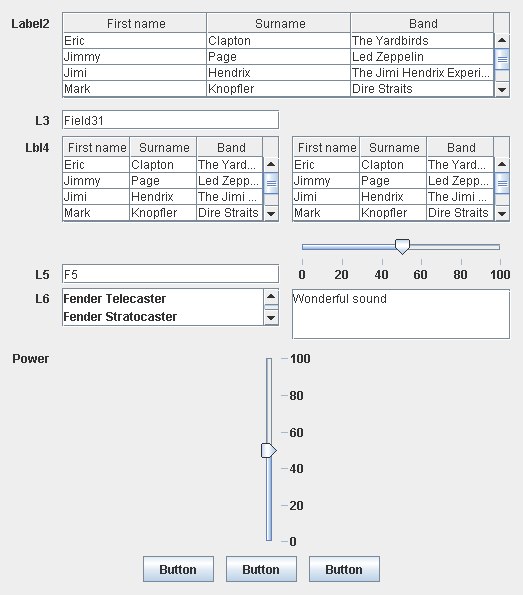 Label2 First name Surname Band
Eric Clapton The Yardbirds
Jimmy Page Led Zeppelin
Jimi Hendrix The Jimi Hendrix Experi...
Mark Knopfler Dire Straits
L3 Field31
Lbl4 First name Surname Band First name Surname Band
Eric Clapton The Yard... Eric Clapton The Yard...
Jimmy Page Led Zepp... Jimmy Page Led Zepp...
Jimi Hendrix The Jimi ... Jimi Hendrix The Jimi ...
Mark Knopfler Dire Straits Mark Knopfler Dire Straits
L5 F5 0 20 40 60 80 100
L6 Fender Telecaster Wonderful sound
Fender Stratocaster
Power 100
80
60
40
20
0
Button Button Button